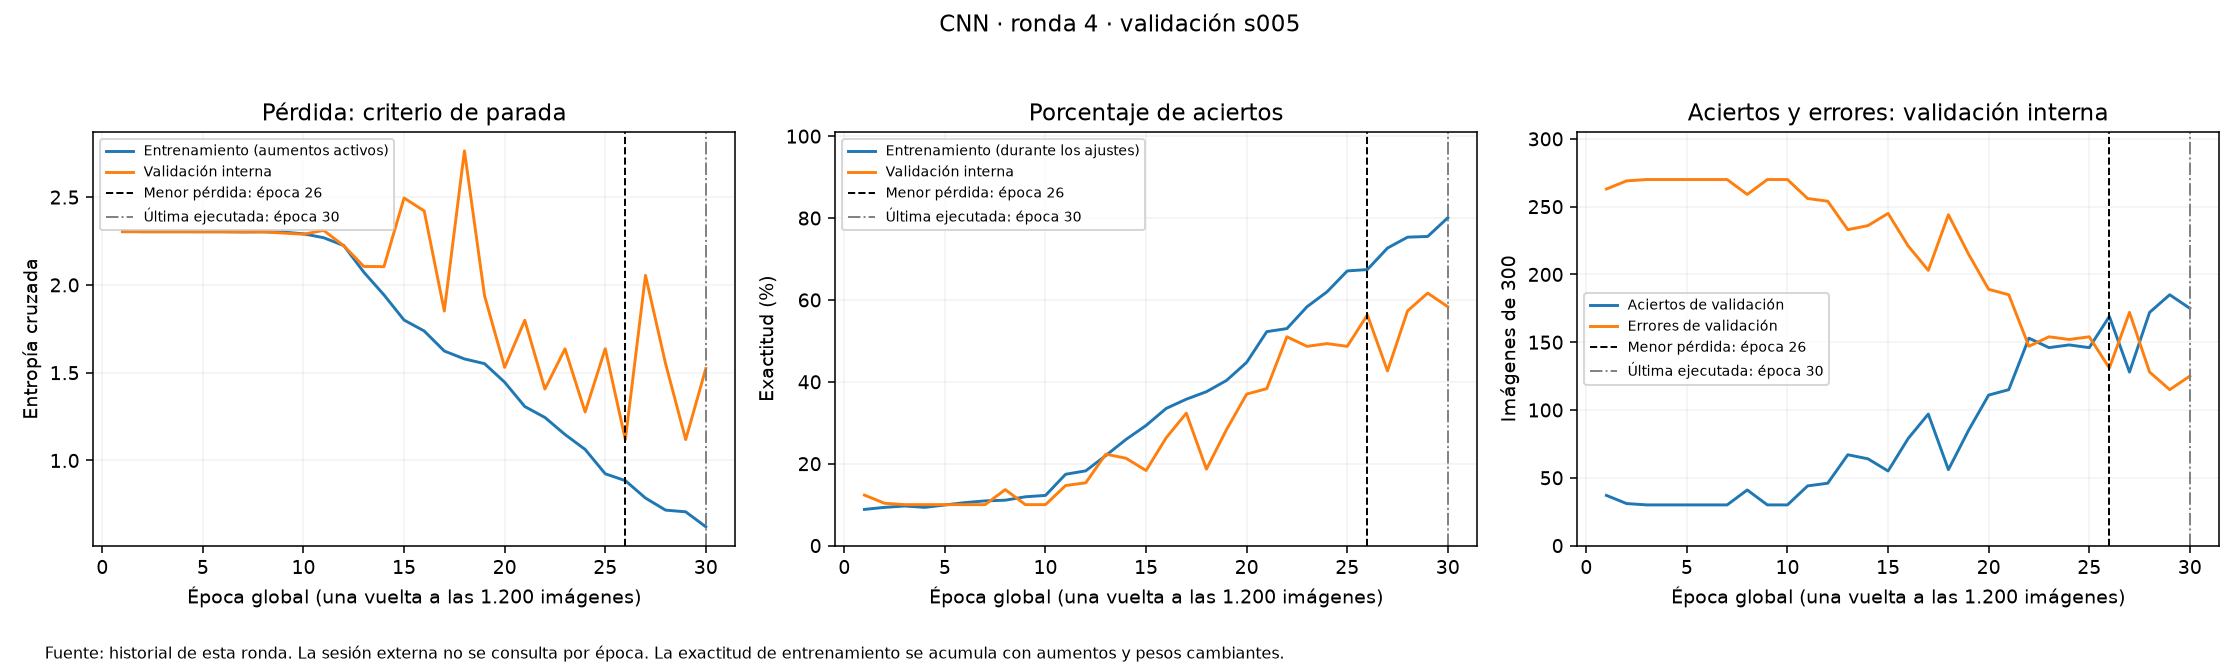 CNN · ronda 4 · validación s005
Pérdida: criterio de parada
Entropía cruzada
2.5
2.0
1.5
1.0
Entrenamiento (aumentos activos)
Validación interna
Menor pérdida: época 26
Última ejecutada: época 30
0 5 10 15 20 25 30
Época global (una vuelta a las 1.200 imágenes)
Porcentaje de aciertos
Exactitud (%)
100
80
60
40
20
0
Entrenamiento (durante los ajustes)
Validación interna
Menor pérdida: época 26
Última ejecutada: época 30
0 5 10 15 20 25 30
Época global (una vuelta a las 1.200 imágenes)
Aciertos y errores: validación interna
Imágenes de 300
300
250
200
150
100
50
0
Aciertos de validación
Errores de validación
Menor pérdida: época 26
Última ejecutada: época 30
0 5 10 15 20 25 30
Época global (una vuelta a las 1.200 imágenes)
Fuente: historial de esta ronda. La sesión externa no se consulta por época. La exactitud de entrenamiento se acumula con aumentos y pesos cambiantes.